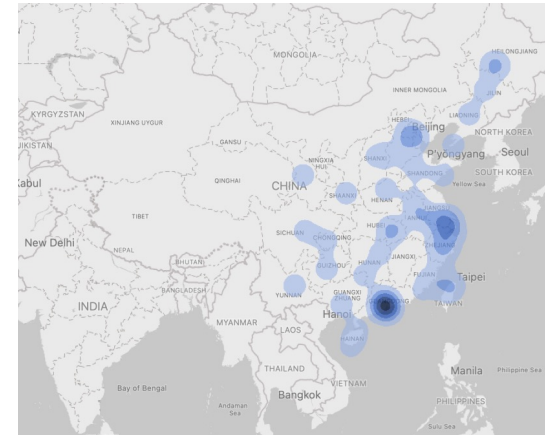 HEILONGJIANG
MONGOLIA
JILIN
INNER MONGOLIA
KYRGYZSTAN
LIAONING
XINJIANG UYGUR
HEBEI
Beijing
NORTH KOREA
GANSU
P'yŏngyang
Seoul
NINGXIA
HUI
SHANXI
SOUTH KOREA
SHANDONG
QINGHAI
Kabul
CHINA
Yellow Sea
SHAANXI
HENAN
TIBET
ANHUI
HUBEI
SICHUAN
CHONGQING
ZHEJIANG
New Delhi
NEPAL
JIANGXI
HUNAN
BHUTAN
GUIZHOU
FUJIAN
Taipei
BANGLADESH
YUNNAN
GUANGXI
ZHUANG
TAIWAN
INDIA
Hanoi
MYANMAR
LAOS
HAINAN
THAILAND
Manila
Philippine Sea
Bay of Bengal
VIETNAM
Bangkok
PHILIPPINES
Andaman
Sea
Sulu Sea